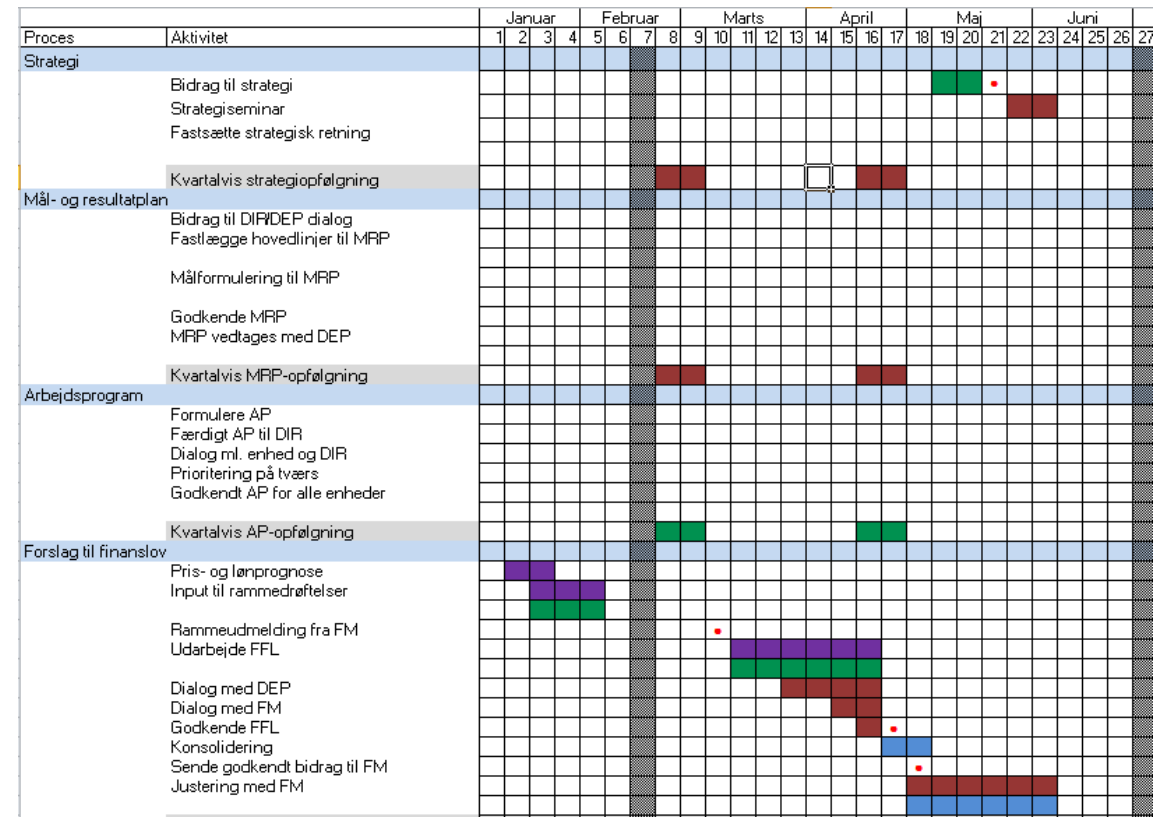 Januar Februar Marts April Maj Juni
Proces Aktivitet 1 2 3 4 5 6 7 8 9 10 11 12 13 14 15 16 17 18 19 20 21 22 23 24 25 26 27
Strategi
Bidrag til strategi
Strategiseminar
Fastsætte strategisk retning
Kvartalvis strategiopfølgning
Mål- og resultatplan
Bidrag til DIR/DEP dialog
Fastlægge hovedlinjer til MRP
Målformulering til MRP
Godkende MRP
MRP vedtages med DEP
Kvartalvis MRP-opfølgning
Arbejdsprogram
Formulere AP
Færdigt AP til DIR
Dialog ml. enhed og DIR
Prioritering på tværs
Godkendt AP for alle enheder
Kvartalvis AP-opfølgning
Forslag til finanslov
Pris- og lønprognose
Input til rammedrøftelser
Rammeudmelding fra FM
Udarbejde FFL
Dialog med DEP
Dialog med FM
Godkende FFL
Konsolidering
Sende godkendt bidrag til FM
Justering med FM